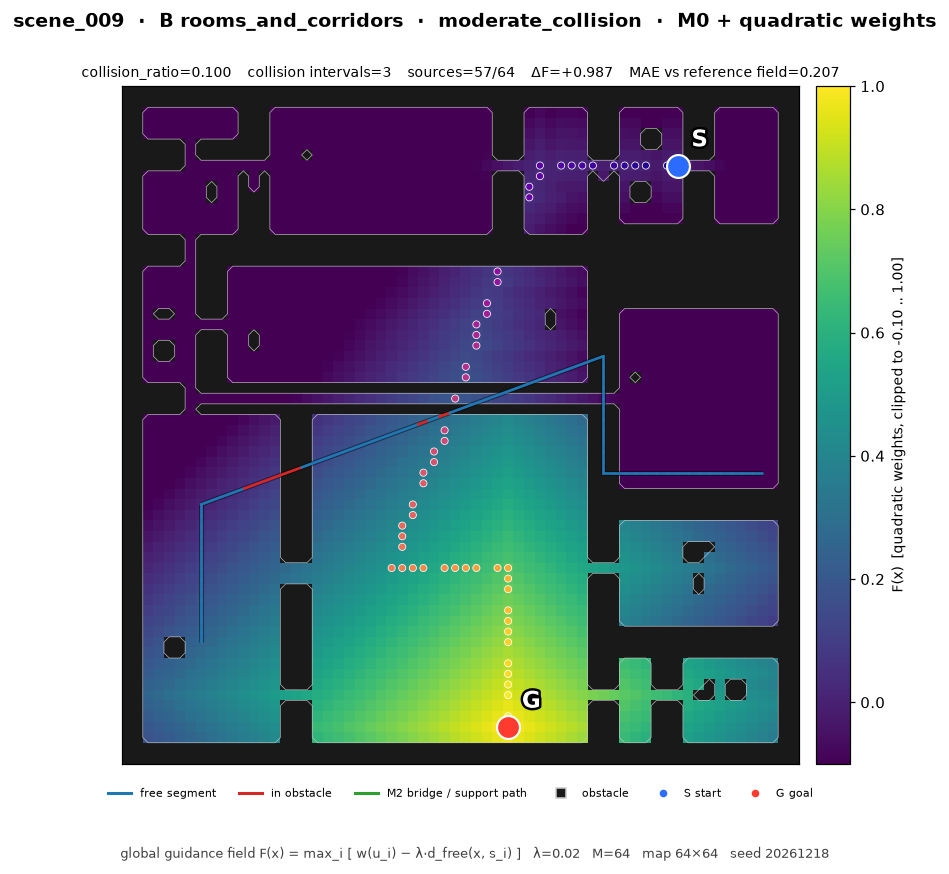 scene_009 · B rooms_and_corridors · moderate_collision · M0 + quadratic weights
collision_ratio=0.100 collision intervals=3 sources=57/64 ΔF=+0.987 MAE vs reference field=0.207
S
G
1.0
0.8
0.6
0.4
0.2
0.0
F(x) [quadratic weights, clipped to -0.10 .. 1.00]
free segment in obstacle M2 bridge / support path obstacle S start G goal
global guidance field F(x) = max_i [ w(u_i) − λ·d_free(x, s_i) ] λ=0.02 M=64 map 64×64 seed 20261218